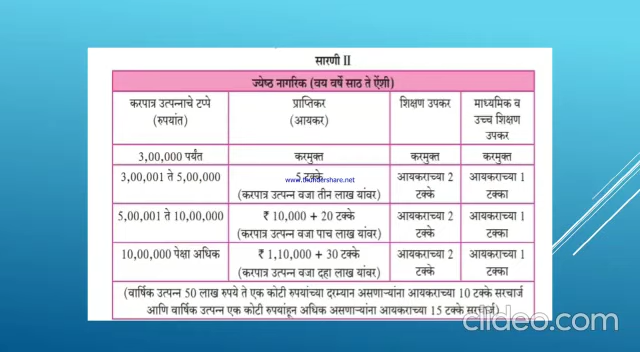 सारणी II
ज्येष्ठ नागरिक (वय वर्षे साठ ते ऐंशी)
करपात्र उत्पन्नाचे टप्पे (रुपयांत) प्राप्तिकर (आयकर) शिक्षण उपकर माध्यमिक व उच्च शिक्षण उपकर
3,00,000 पर्यंत करमुक्त करमुक्त करमुक्त
3,00,001 ते 5,00,000 5 टक्के (करपात्र उत्पन्न वजा तीन लाख यांवर) आयकराच्या 2 टक्के आयकराच्या 1 टक्का
www.thundershare.net
5,00,001 ते 10,00,000 ₹ 10,000 + 20 टक्के (करपात्र उत्पन्न वजा पाच लाख यांवर) आयकराच्या 2 टक्के आयकराच्या 1 टक्का
10,00,000 पेक्षा अधिक ₹ 1,10,000 + 30 टक्के (करपात्र उत्पन्न वजा दहा लाख यांवर) आयकराच्या 2 टक्के आयकराच्या 1 टक्का
(वार्षिक उत्पन्न 50 लाख रुपये ते एक कोटी रुपयांच्या दरम्यान असणाऱ्यांना आयकराच्या 10 टक्के सरचार्ज
आणि वार्षिक उत्पन्न एक कोटी रुपयांहून अधिक असणाऱ्यांना आयकराच्या 15 टक्के सरचार्ज)
clideo.com